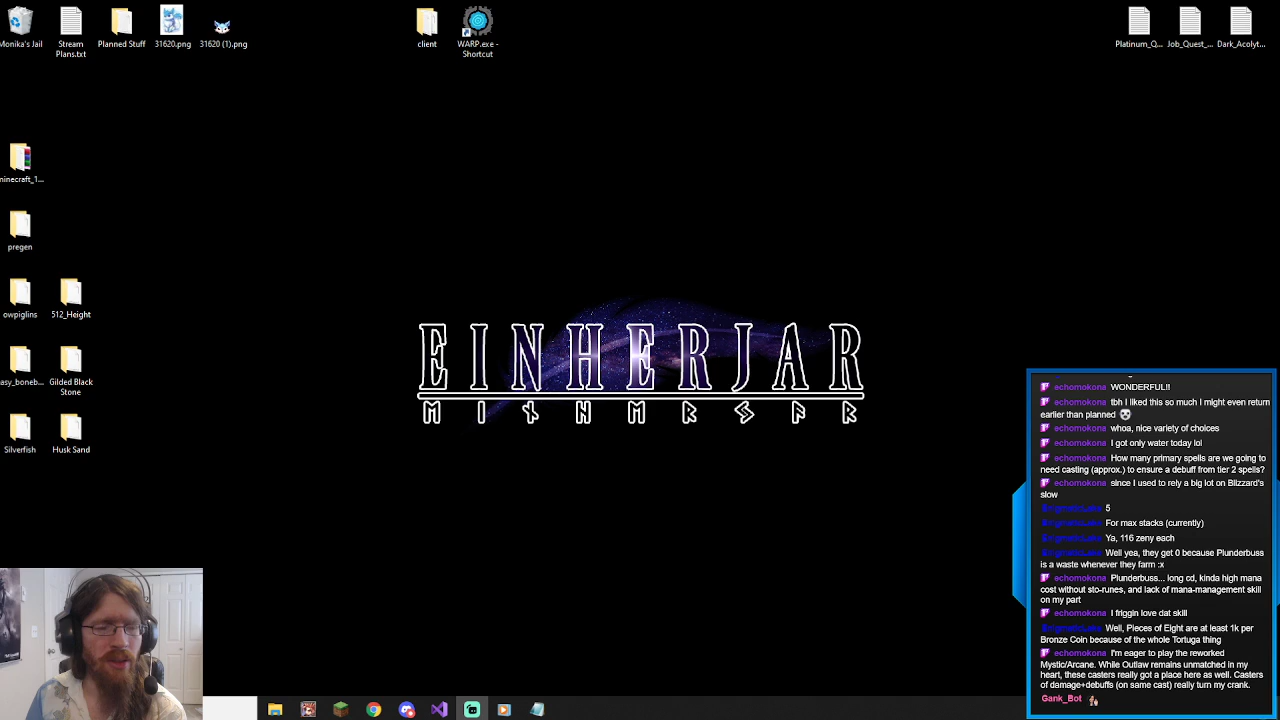 Monika's Jail
Stream
Plans.txt
Planned Stuff
31620.png
31620 (1).png
client
WARP.exe -
Shortcut
Platinum_Q...
Job_Quest_...
Dark_Acolyt...
minecraft_1...
pregen
owpiglins
512_Height
asy_boneb...
Gilded Black
Stone
Silverfish
Husk Sand
EINHERJAR
echomokona WONDERFUL!!
echomokona tbh I liked this so much I might even return
earlier than planned
echomokona whoa, nice variety of choices
echomokona I got only water today lol
echomokona How many primary spells are we going to
need casting (approx.) to ensure a debuff from tier 2 spells?
echomokona since I used to rely a big lot on Blizzard's
slow
5
For max stacks (currently)
Ya, 116 zeny each
Well yea, they get 0 because Plunderbuss
is a waste whenever they farm :x
echomokona Plunderbuss... long cd, kinda high mana
cost without sto-runes, and lack of mana-management skill
on my part
echomokona I friggin love dat skill
Well, Pieces of Eight are at least 1k per
Bronze Coin because of the whole Tortuga thing
echomokona I'm eager to play the reworked
Mystic/Arcane. While Outlaw remains unmatched in my
heart, these casters really got a place here as well. Casters
of damage+debuffs (on same cast) really turn my crank.
Gank_Bot